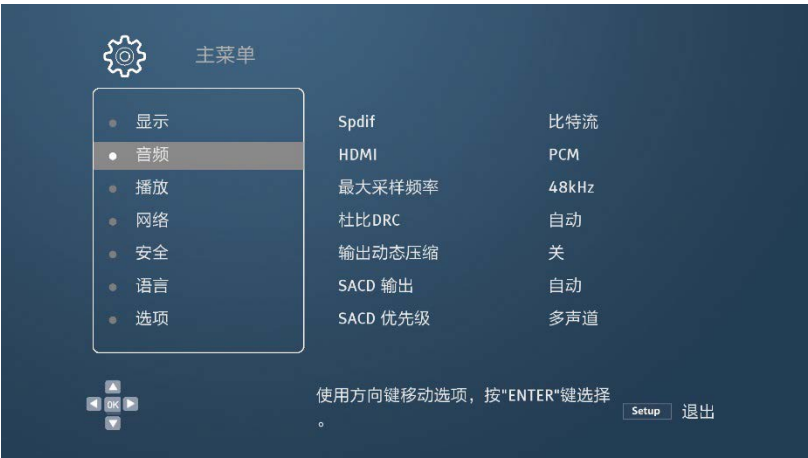 主菜单
显示 Spdif 比特流
音频 HDMI PCM
播放 最大采样频率 48kHz
网络 杜比DRC 自动
安全 输出动态压缩 关
语言 SACD 输出 自动
选项 SACD 优先级 多声道
OK 使用方向键移动选项，按"ENTER"键选择
。
Setup 退出